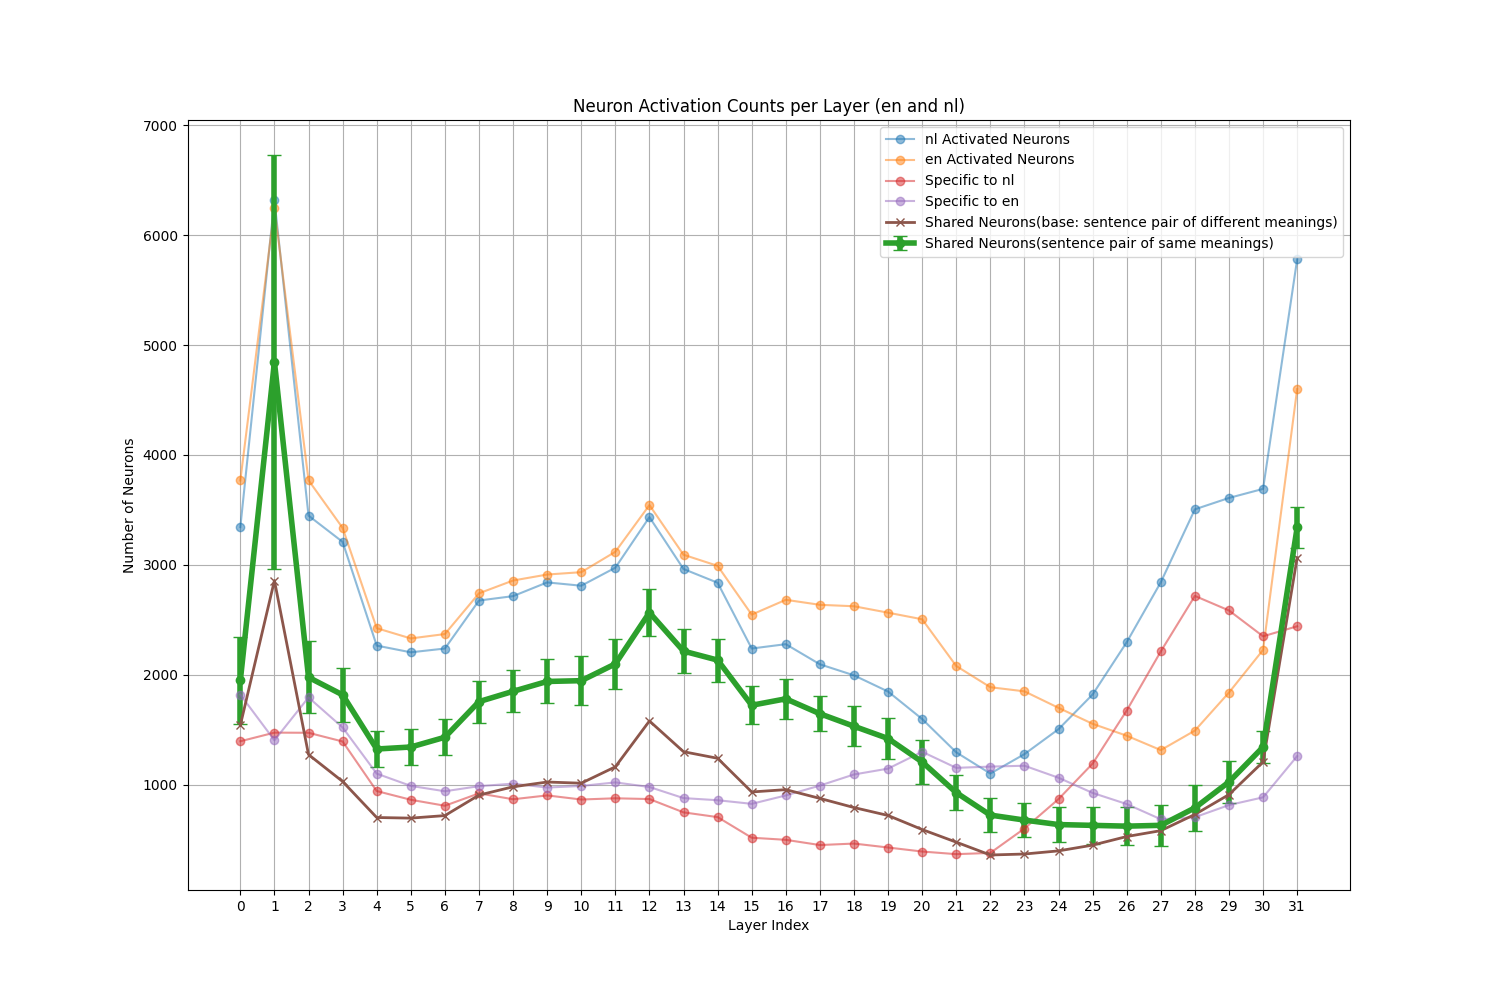 Neuron Activation Counts per Layer (en and nl)
7000
6000
5000
4000
3000
2000
1000
Number of Neurons
nl Activated Neurons
en Activated Neurons
Specific to nl
Specific to en
Shared Neurons(base: sentence pair of different meanings)
Shared Neurons(sentence pair of same meanings)
0 1 2 3 4 5 6 7 8 9 10 11 12 13 14 15 16 17 18 19 20 21 22 23 24 25 26 27 28 29 30 31
Layer Index